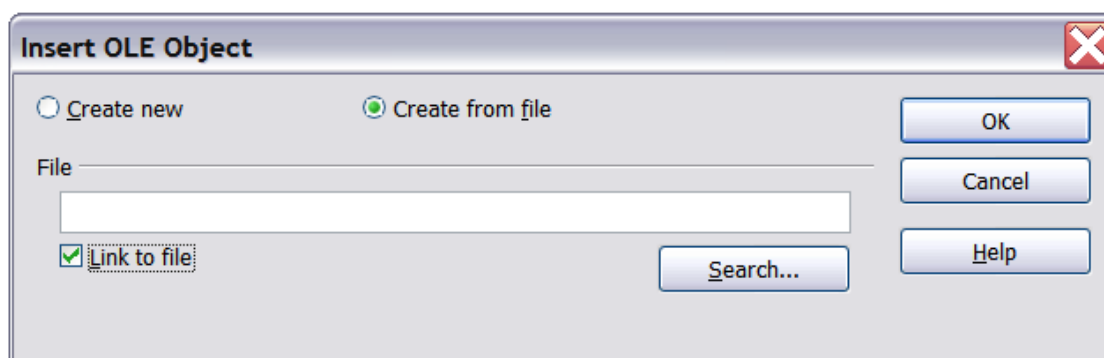 Insert OLE Object
Create new
Create from file
OK
File
Cancel
Link to file
Search...
Help